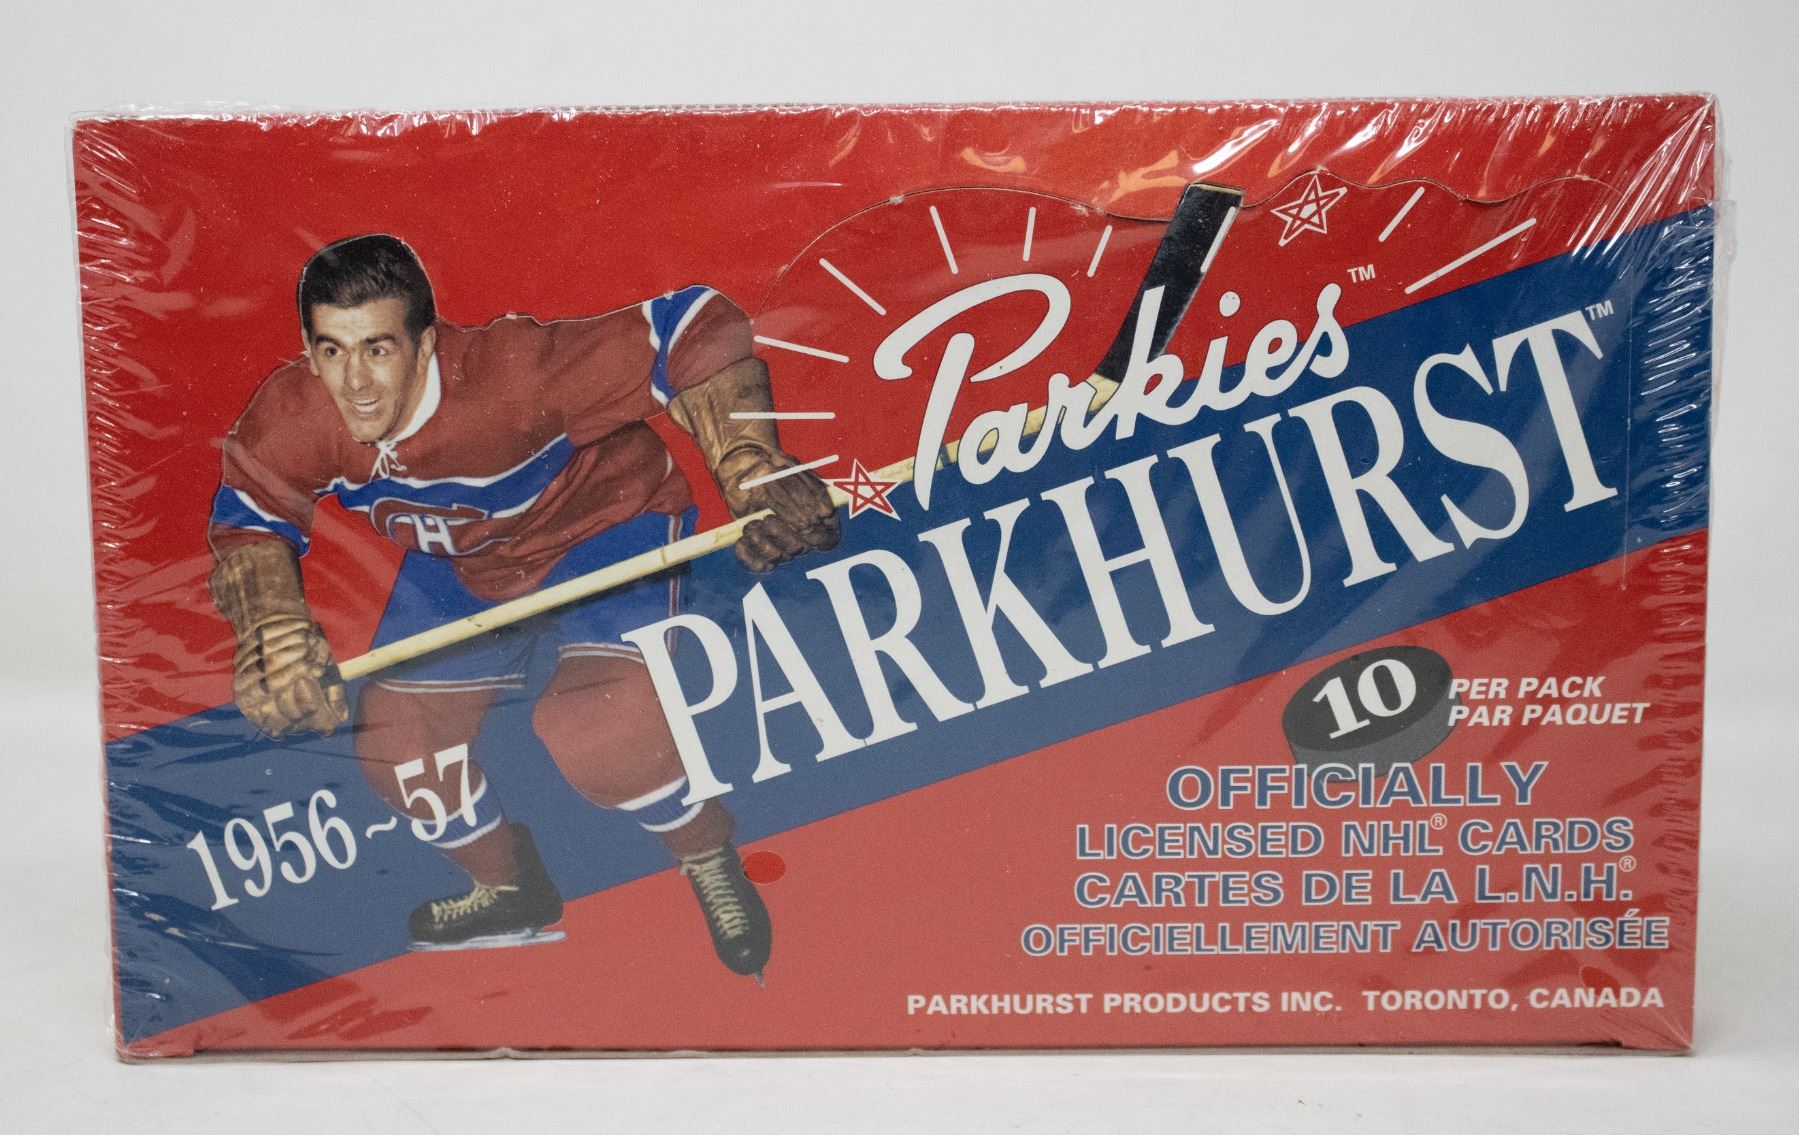 Parkies™
PARKHURST™
1956~57
10
PER PACK
PAR PAQUET
OFFICIALLY
LICENSED NHL® CARDS
CARTES DE LA L.N.H.®
OFFICIELLEMENT AUTORISÉE
PARKHURST PRODUCTS INC. TORONTO, CANADA
CH